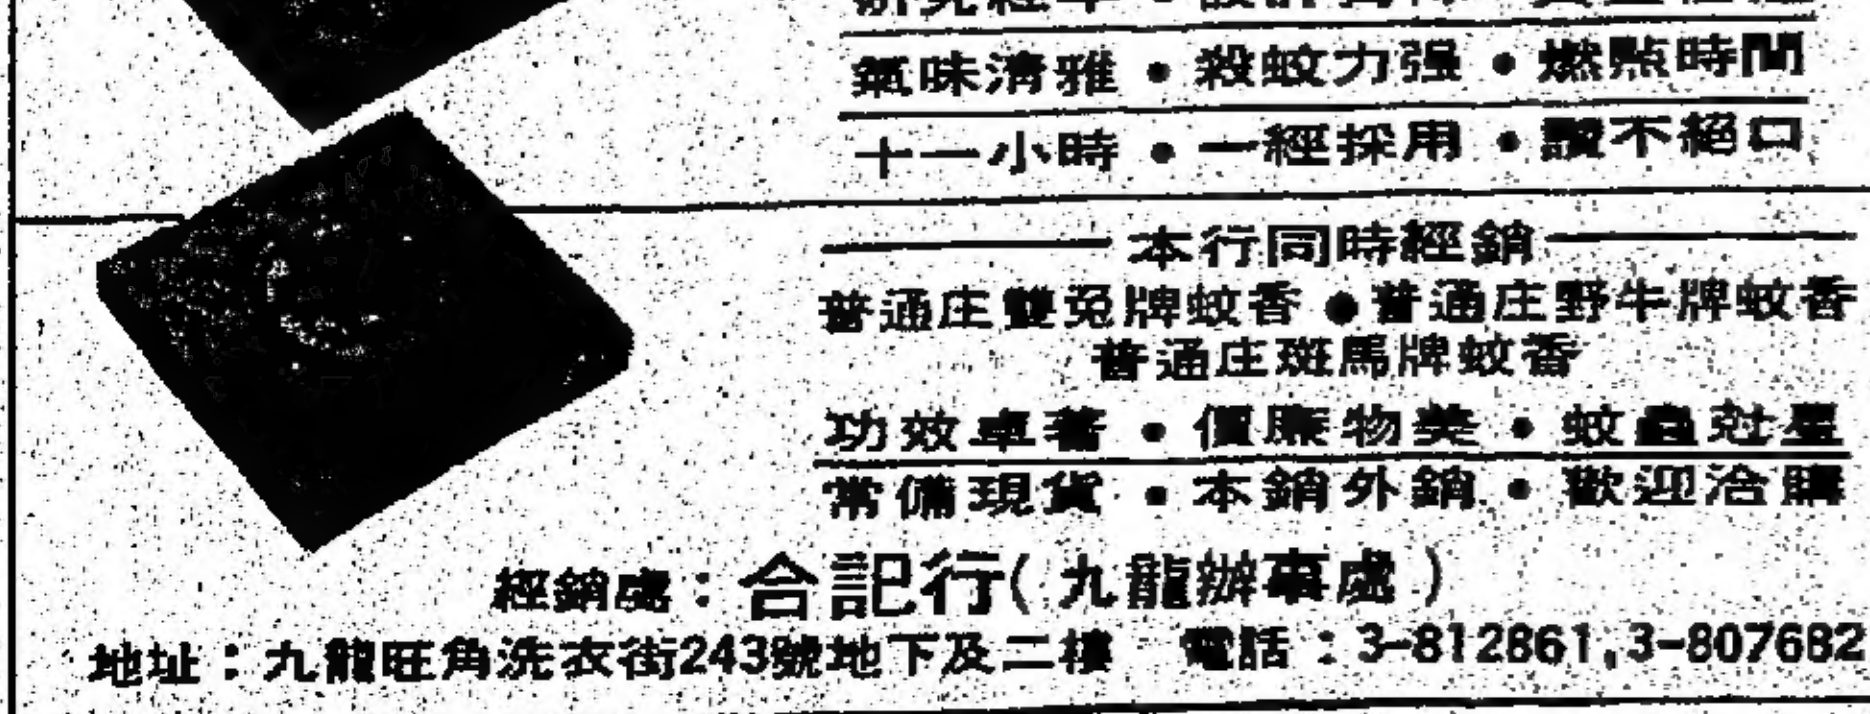 氣味清雅•殺蚊力强•燃點時間
十一小時•一經採用•讚不絕口
本行同時經銷
普通庄雙兔牌蚊香•普通庄野牛牌蚊香
普通庄斑馬牌蚊香
功效卓著•價廉物美•蚊蟲尅星
常備現貨•本銷外銷•歡迎洽購
經銷處：合記行(九龍辦事處)
地址：九龍旺角洗衣街243號地下及二樓 電話：3-812861,3-807682